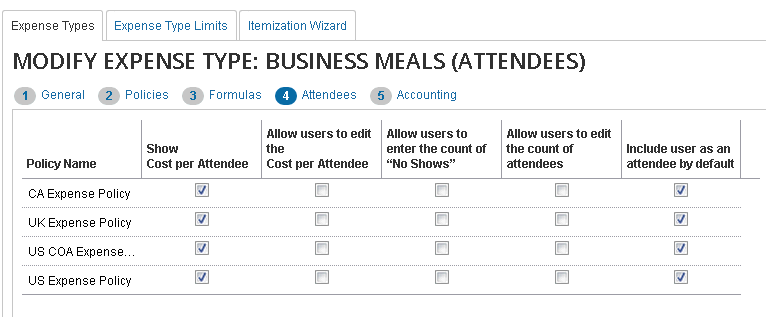 Expense Types Expense Type Limits Itemization Wizard
MODIFY EXPENSE TYPE: BUSINESS MEALS (ATTENDEES)
1 General 2 Policies 3 Formulas 4 Attendees 5 Accounting
Policy Name
Show
Cost per Attendee
Allow users to edit
the
Cost per Attendee
Allow users to
enter the count of
“No Shows”
Allow users to edit
the count of
attendees
Include user as an
attendee by default
CA Expense Policy
UK Expense Policy
US COA Expense...
US Expense Policy